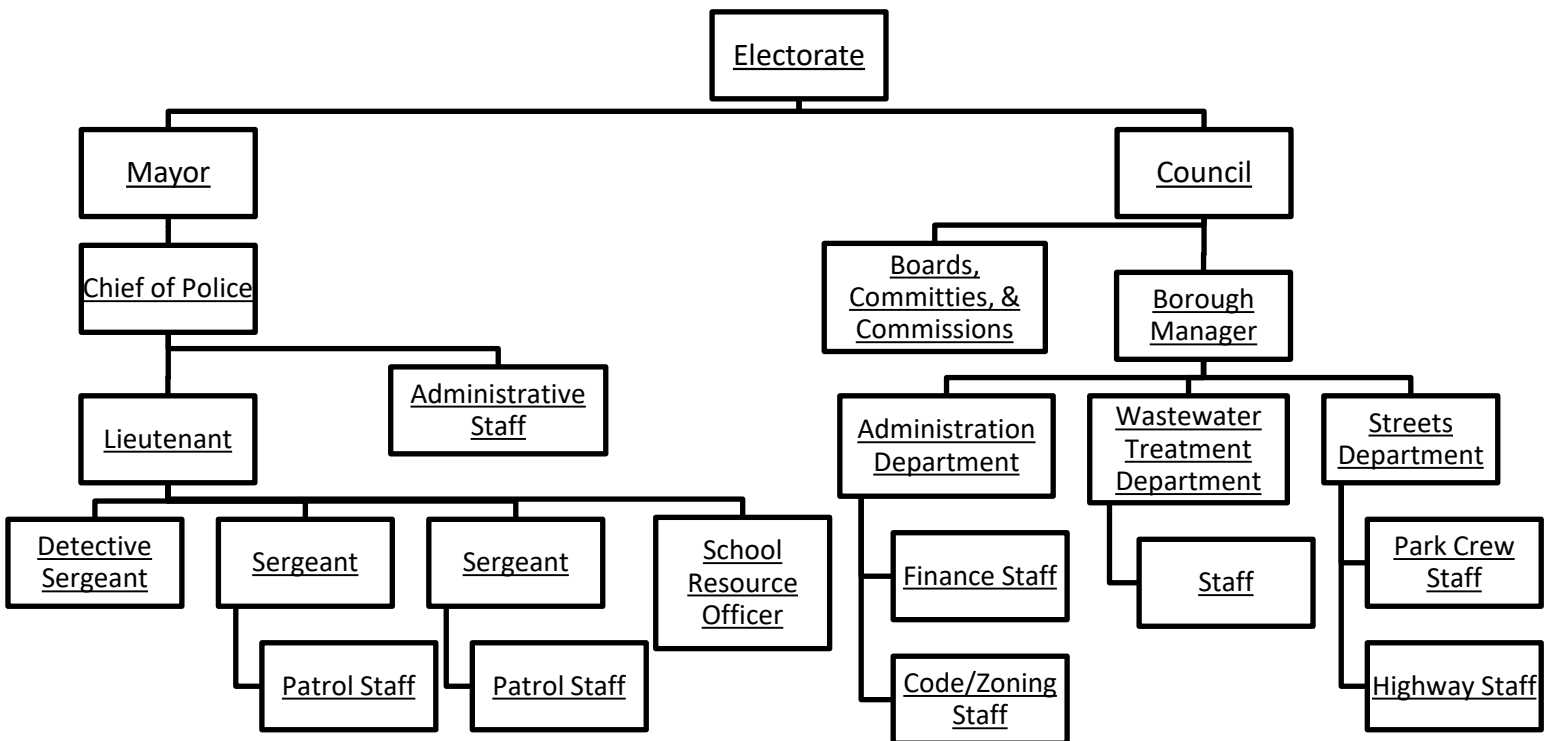 Electorate
Mayor
Council
Chief of Police
Boards,
Committies, &
Commissions
Borough
Manager
Lieutenant
Administrative
Staff
Administration
Department
Wastewater
Treatment
Department
Streets
Department
Detective
Sergeant
Sergeant
Sergeant
School
Resource
Officer
Finance Staff
Staff
Park Crew
Staff
Patrol Staff
Patrol Staff
Code/Zoning
Staff
Highway Staff